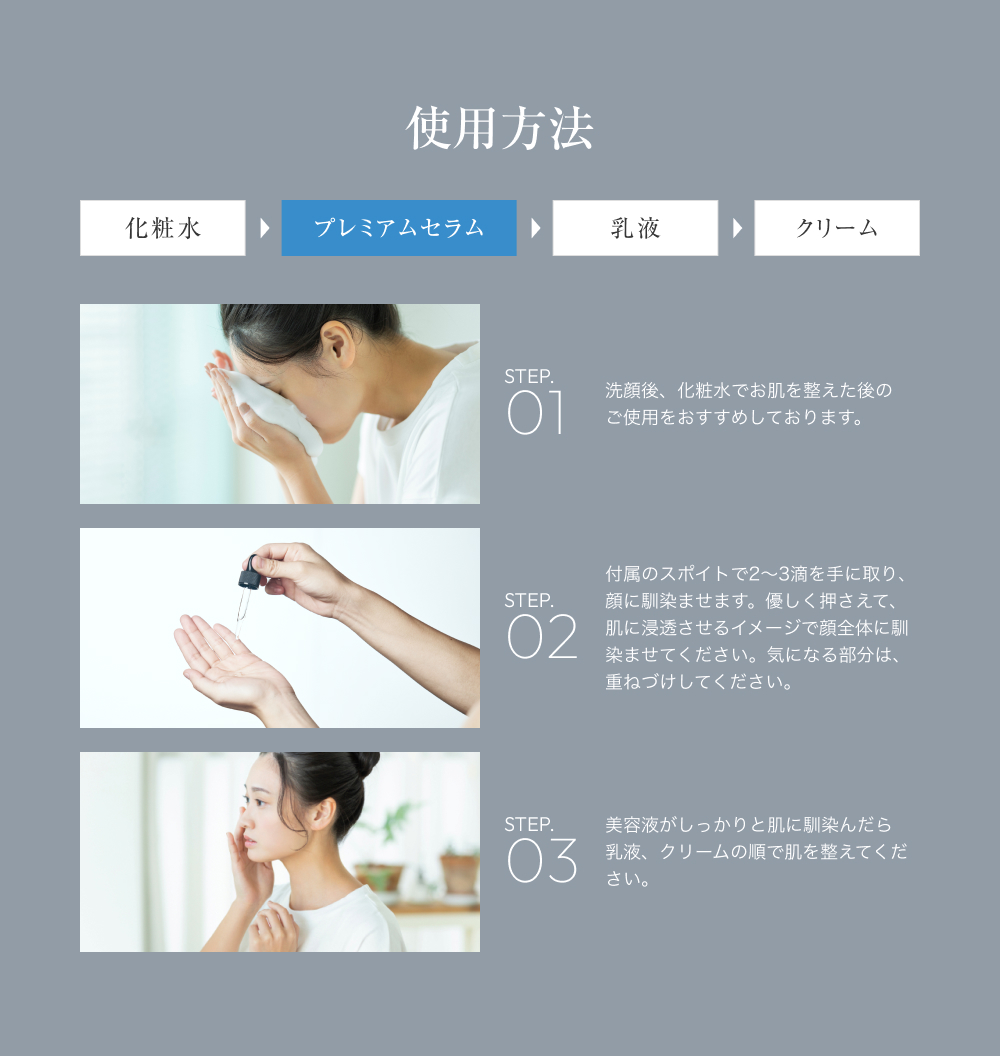 使用方法
化粧水
プレミアムセラム
乳液
クリーム
STEP.
01
洗顔後、化粧水でお肌を整えた後の
ご使用をおすすめしております。
STEP.
02
付属のスポイトで2〜3滴を手に取り、
顔に馴染ませます。優しく押さえて、
肌に浸透させるイメージで顔全体に馴
染ませてください。気になる部分は、
重ねづけしてください。
STEP.
03
美容液がしっかりと肌に馴染んだら
乳液、クリームの順で肌を整えてくだ
さい。